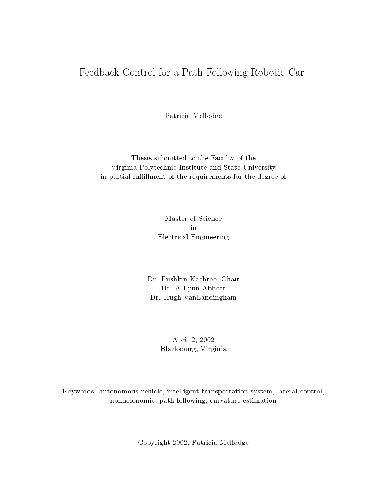 Feedback Control for a Path Following Robotic Car
Patricia Mellodge
Thesis submitted to the Faculty of the
Virginia Polytechnic Institute and State University
in partial fulfillment of the requirements for the degree of
Master of Science
in
Electrical Engineering
Dr. Pushkin Kachroo, Chair
Dr. A Lynn Abbott
Dr. Hugh VanLandingham
April 2, 2002
Blacksburg, Virginia
Keywords: autonomous vehicle, intelligent transportation system, lateral control,
nonholonomic, path following, curvature estimation
Copyright 2002, Patricia Mellodge